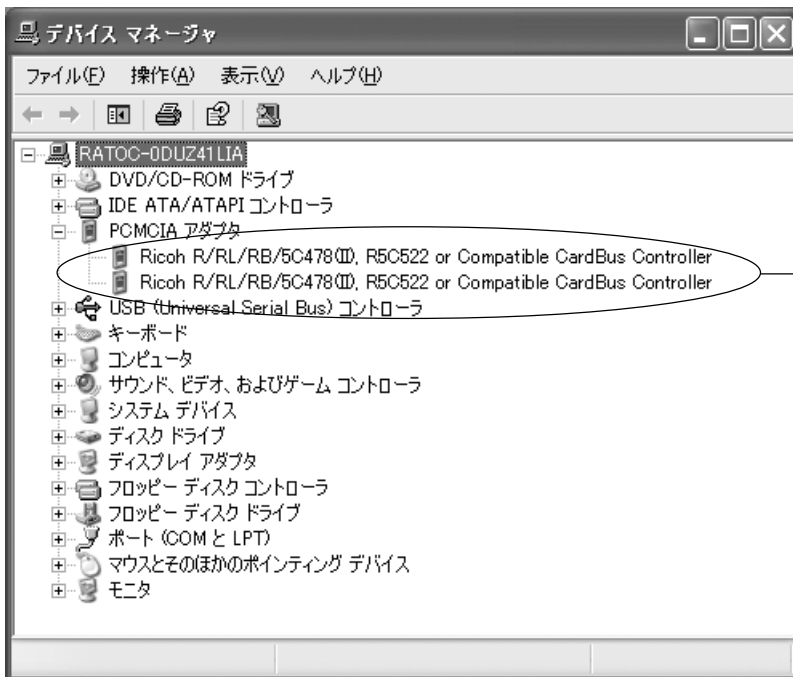 デバイス マネージャ
ファイル(F) 操作(A) 表示(V) ヘルプ(H)
RATOC-0DUZ41LIA
DVD/CD-ROM ドライブ
IDE ATA/ATAPI コントローラ
PCMCIA アダプタ
Ricoh R/RL/RB/5C478(II), R5C522 or Compatible CardBus Controller
Ricoh R/RL/RB/5C478(II), R5C522 or Compatible CardBus Controller
USB (Universal Serial Bus) コントローラ
キーボード
コンピュータ
サウンド、ビデオ、およびゲーム コントローラ
システム デバイス
ディスク ドライブ
ディスプレイ アダプタ
フロッピー ディスク コントローラ
フロッピー ディスク ドライブ
ポート (COM と LPT)
マウスとそのほかのポインティング デバイス
モニタ